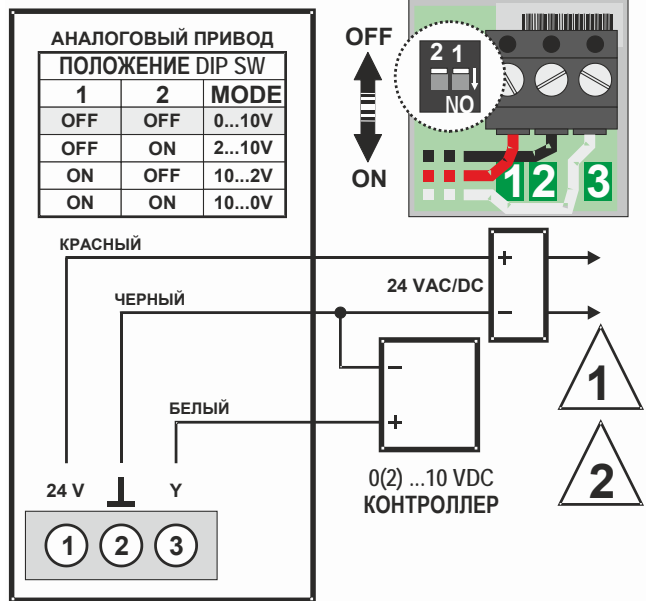 АНАЛОГОВЫЙ ПРИВОД
ПОЛОЖЕНИЕ DIP SW
1 2 MODE
OFF OFF 0...10V
OFF ON 2...10V
ON OFF 10...2V
ON ON 10...0V
OFF
ON
2 1
NO
1 2 3
КРАСНЫЙ
+
24 VAC/DC
ЧЕРНЫЙ
−
1
−
БЕЛЫЙ
+
2
0(2) ...10 VDC
КОНТРОЛЛЕР
24 V Y
1 2 3